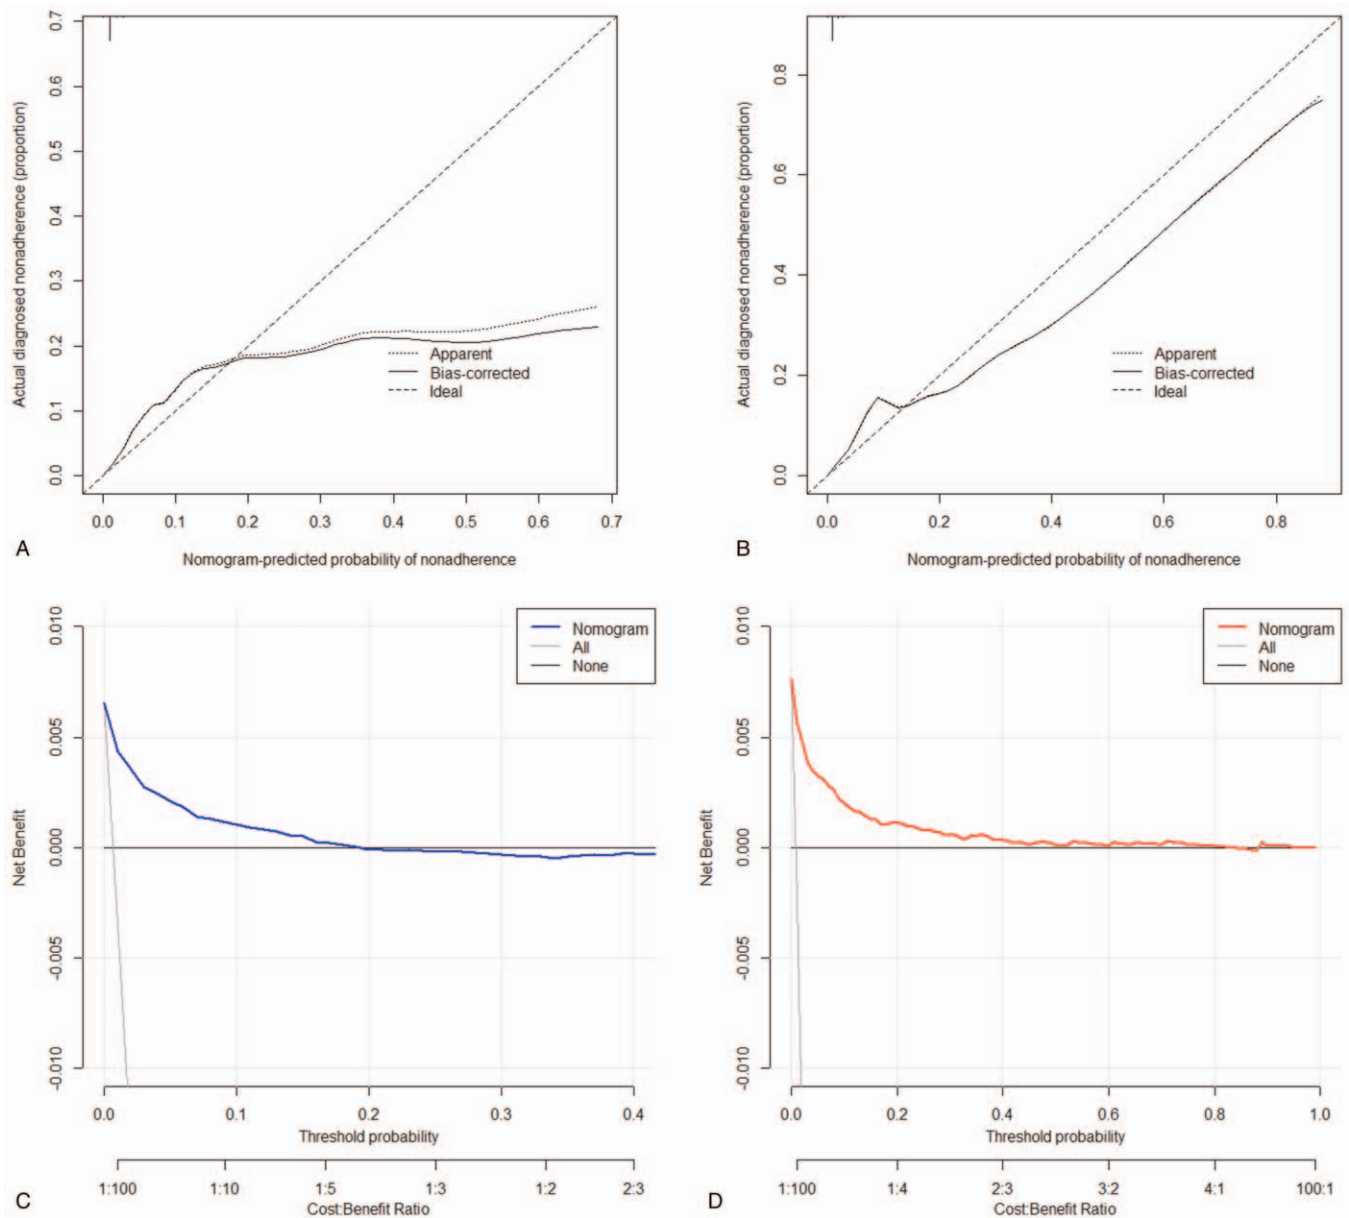 Actual diagnosed nonadherence (proportion)
0.7
0.6
0.5
0.4
0.3
0.2
0.1
0.0
Apparent
Bias-corrected
Ideal
0.0 0.1 0.2 0.3 0.4 0.5 0.6 0.7
A
Nomogram-predicted probability of nonadherence
Actual diagnosed nonadherence (proportion)
0.8
0.6
0.4
0.2
0.0
Apparent
Bias-corrected
Ideal
0.0 0.2 0.4 0.6 0.8
B
Nomogram-predicted probability of nonadherence
Net Benefit
0.010
0.005
0.000
-0.005
-0.010
Nomogram
All
None
0.0 0.1 0.2 0.3 0.4
Threshold probability
1:100 1:10 1:5 1:3 1:2 2:3
C
Cost:Benefit Ratio
Net Benefit
0.010
0.005
0.000
-0.005
-0.010
Nomogram
All
None
0.0 0.2 0.4 0.6 0.8 1.0
Threshold probability
1:100 1:4 2:3 3:2 4:1 100:1
D
Cost:Benefit Ratio